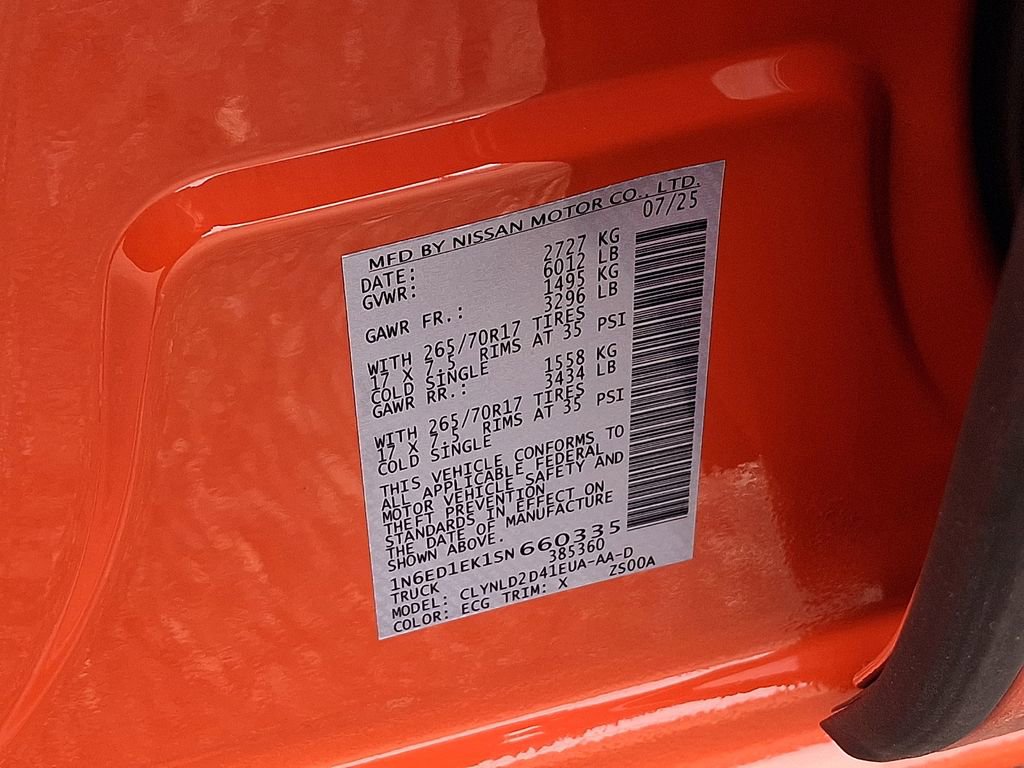 MFD BY NISSAN MOTOR CO., LTD.
DATE: 07/25
GVWR: 2727 KG
6012 LB
GAWR FR.: 1495 KG
3296 LB
WITH 265/70R17 TIRES
17 X 7.5 RIMS AT 35 PSI
COLD SINGLE
GAWR RR.: 1558 KG
3434 LB
WITH 265/70R17 TIRES
17 X 7.5 RIMS AT 35 PSI
COLD SINGLE
THIS VEHICLE CONFORMS TO
ALL APPLICABLE FEDERAL
MOTOR VEHICLE SAFETY AND
THEFT PREVENTION
STANDARDS IN EFFECT ON
THE DATE OF MANUFACTURE
SHOWN ABOVE.
1N6ED1EK1SN660335
TRUCK 385360
MODEL: CLYNLD2D41EUA-AA-D
COLOR: ECG TRIM: X ZS00A